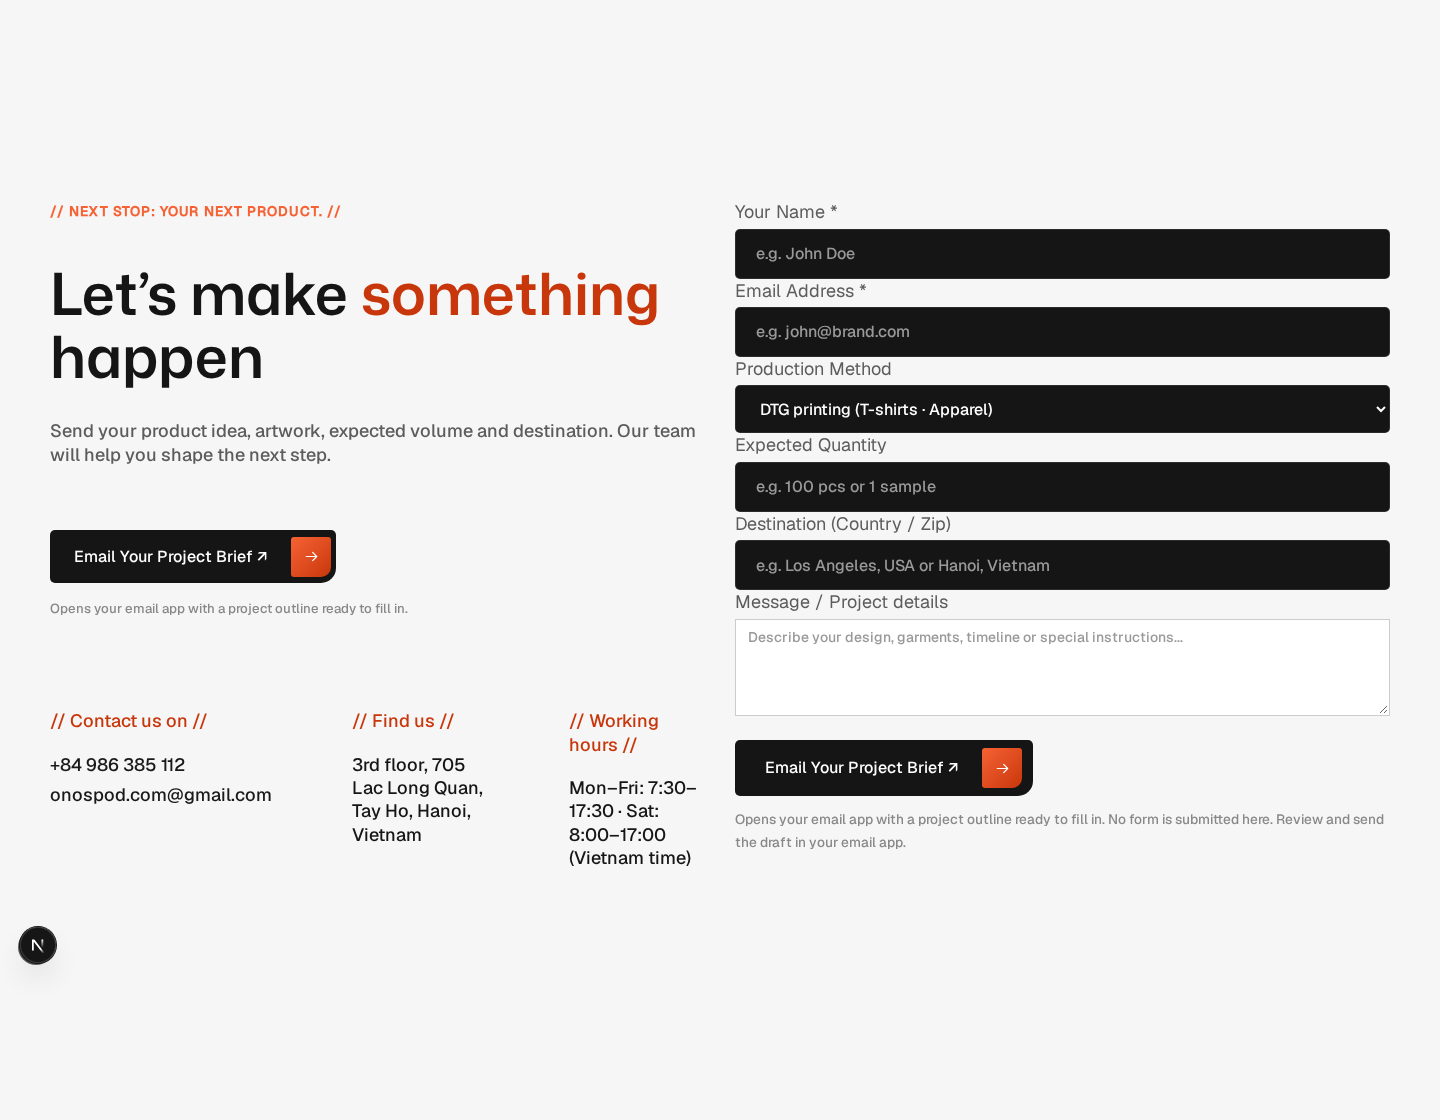 // NEXT STOP: YOUR NEXT PRODUCT. //
Let’s make something
happen
Send your product idea, artwork, expected volume and destination. Our team
will help you shape the next step.
Email Your Project Brief ↗ →
Opens your email app with a project outline ready to fill in.
// Contact us on //
+84 986 385 112
onospod.com@gmail.com
// Find us //
3rd floor, 705
Lac Long Quan,
Tay Ho, Hanoi,
Vietnam
// Working
hours //
Mon–Fri: 7:30–
17:30 · Sat:
8:00–17:00
(Vietnam time)
Your Name *
e.g. John Doe
Email Address *
e.g. john@brand.com
Production Method
DTG printing (T-shirts · Apparel)
Expected Quantity
e.g. 100 pcs or 1 sample
Destination (Country / Zip)
e.g. Los Angeles, USA or Hanoi, Vietnam
Message / Project details
Describe your design, garments, timeline or special instructions...
Email Your Project Brief ↗ →
Opens your email app with a project outline ready to fill in. No form is submitted here. Review and send
the draft in your email app.
N